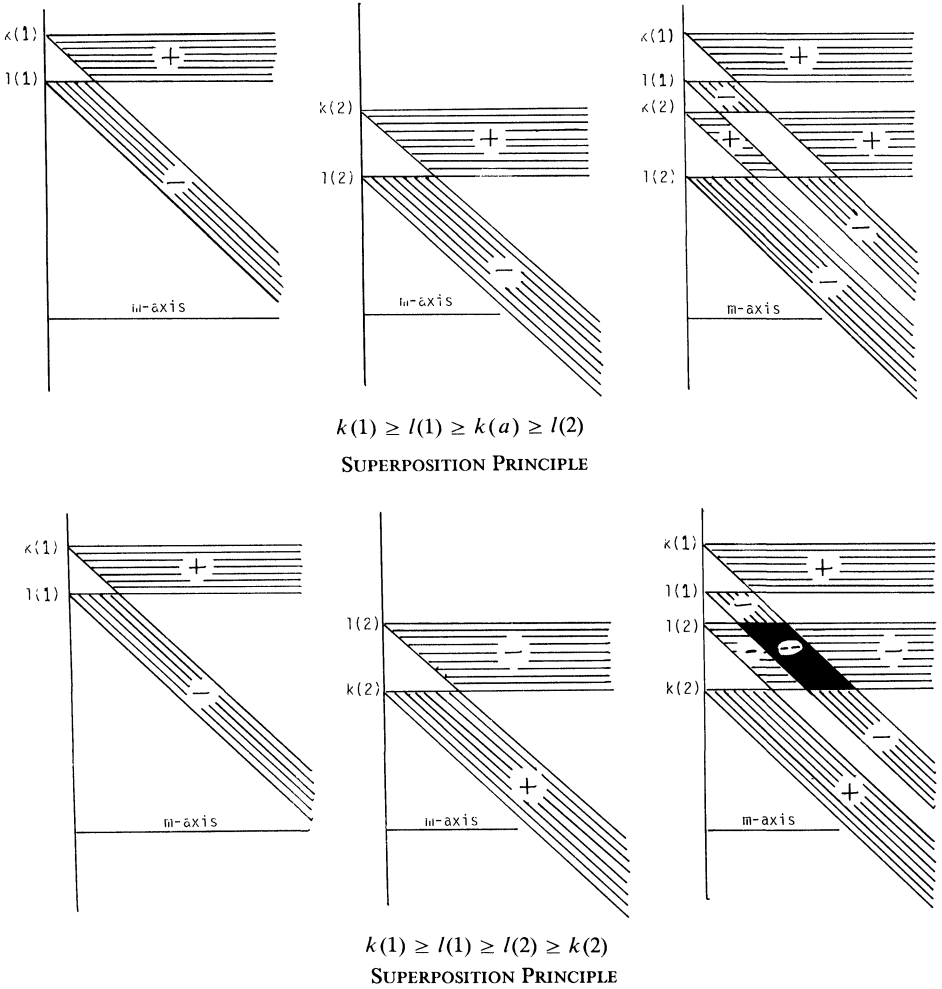 k(1)
l(1)
+
−
m-axis
k(2)
l(2)
+
−
m-axis
k(1)
l(1)
k(2)
l(2)
+
−
+
+
−
−
m-axis
k(1) ≥ l(1) ≥ k(a) ≥ l(2)
SUPERPOSITION PRINCIPLE
k(1)
l(1)
+
−
m-axis
l(2)
k(2)
−
+
m-axis
k(1)
l(1)
l(2)
k(2)
+
−
-
--
−
−
+
m-axis
k(1) ≥ l(1) ≥ l(2) ≥ k(2)
SUPERPOSITION PRINCIPLE